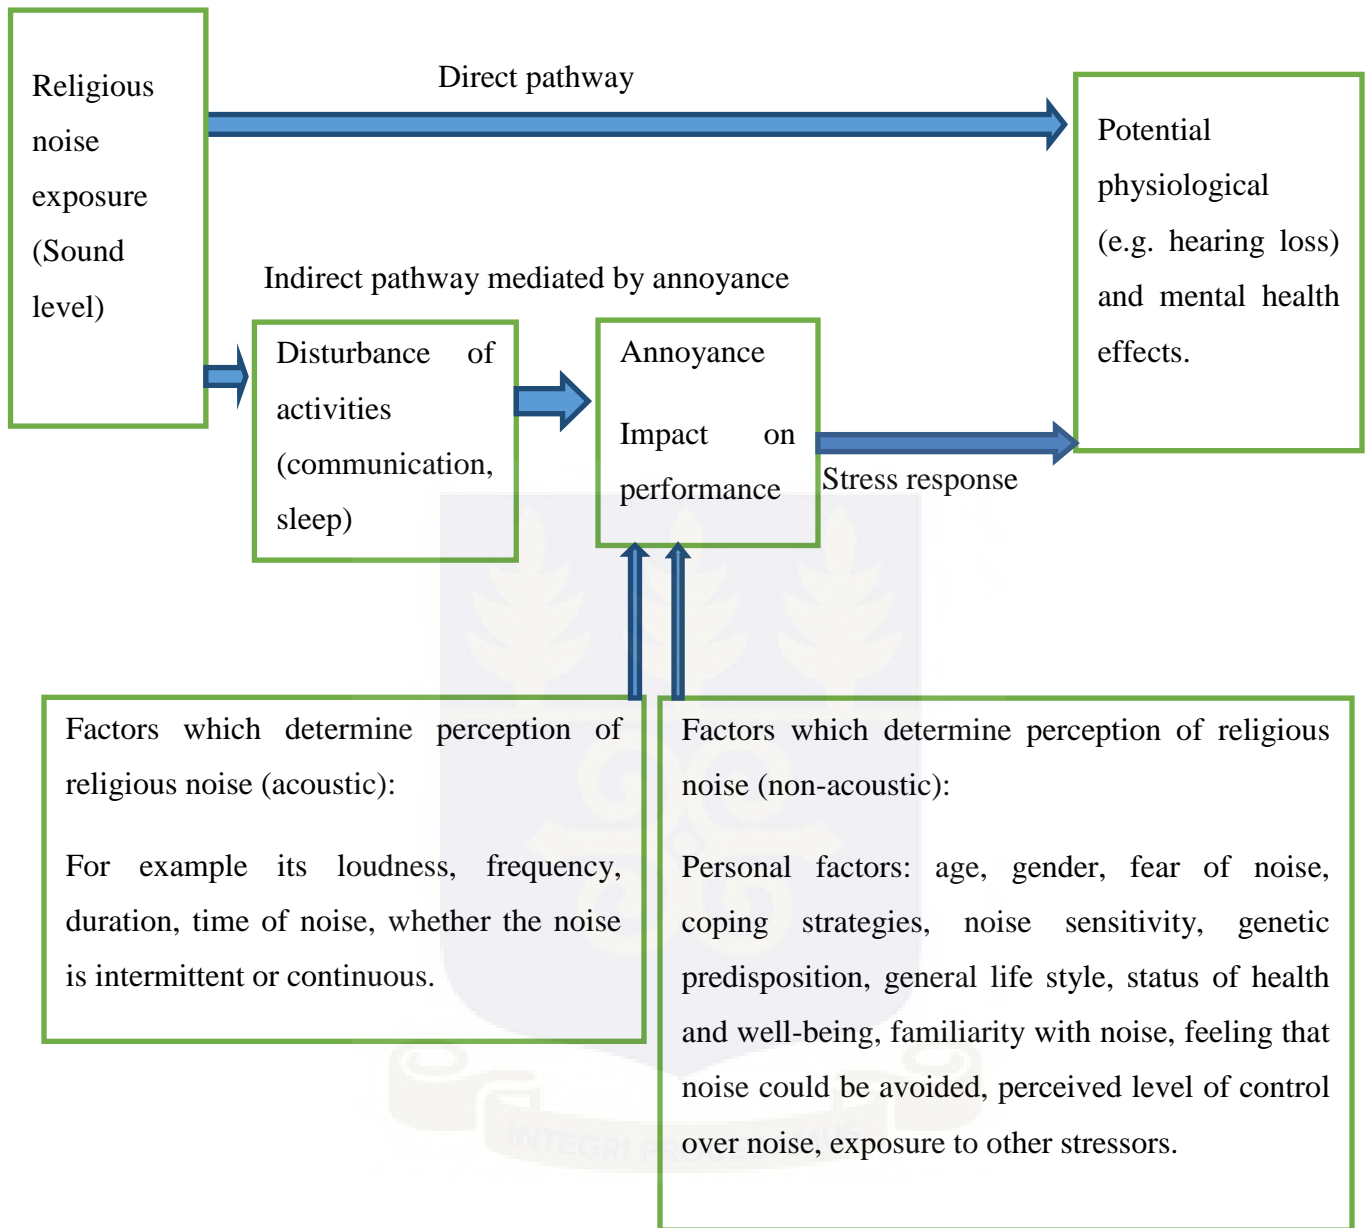 Religious
noise
exposure
(Sound
level)
Direct pathway
Potential
physiological
(e.g. hearing loss)
and mental health
effects.
Indirect pathway mediated by annoyance
Disturbance of
activities
(communication,
sleep)
Annoyance
Impact on
performance
Stress response
Factors which determine perception of
religious noise (acoustic):
For example its loudness, frequency,
duration, time of noise, whether the noise
is intermittent or continuous.
Factors which determine perception of religious
noise (non-acoustic):
Personal factors: age, gender, fear of noise,
coping strategies, noise sensitivity, genetic
predisposition, general life style, status of health
and well-being, familiarity with noise, feeling that
noise could be avoided, perceived level of control
over noise, exposure to other stressors.
INTEGRI